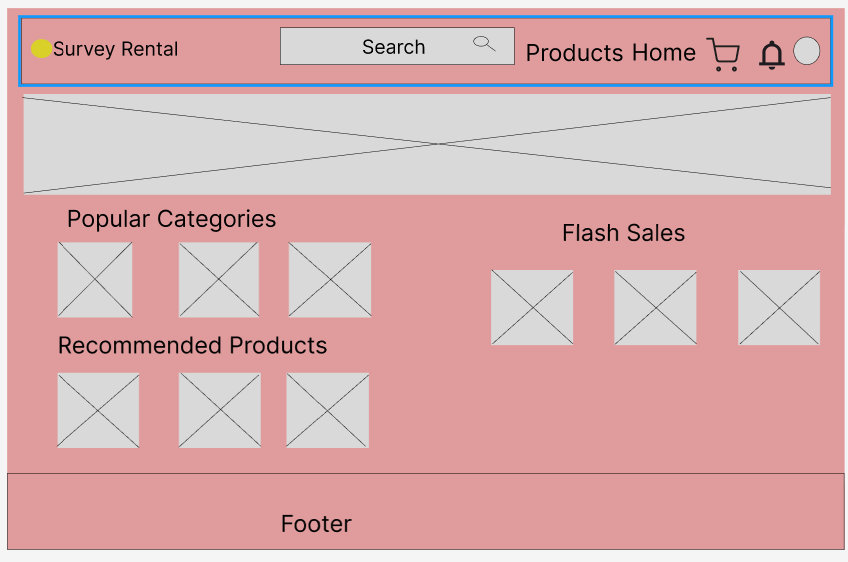 Survey Rental
Search
Products Home
Popular Categories
Flash Sales
Recommended Products
Footer